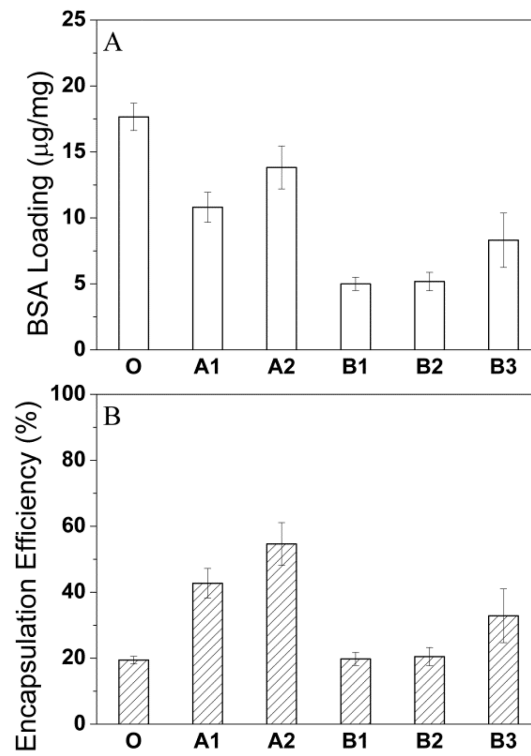 A
BSA Loading (μg/mg)
25
20
15
10
5
0
O A1 A2 B1 B2 B3
B
Encapsulation Efficiency (%)
100
80
60
40
20
0
O A1 A2 B1 B2 B3